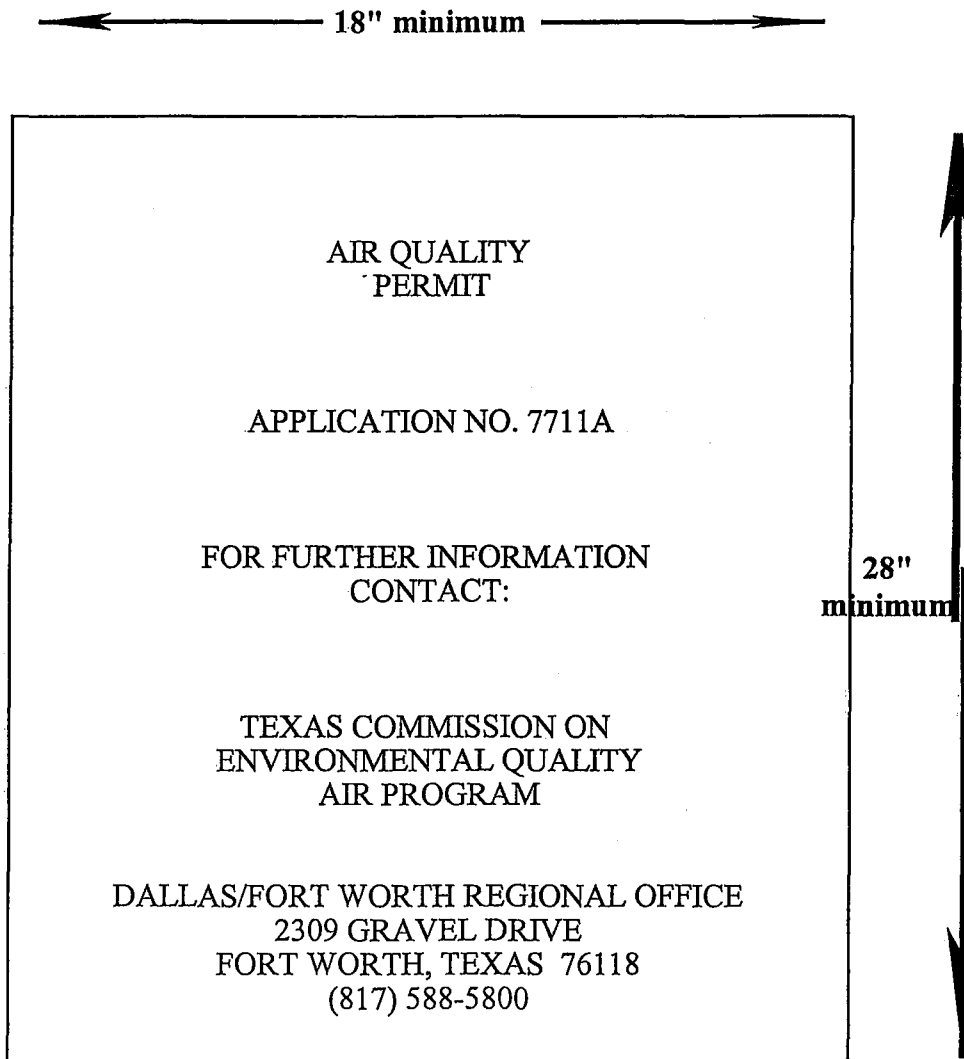 18" minimum
AIR QUALITY
PERMIT
APPLICATION NO. 7711A
FOR FURTHER INFORMATION
CONTACT:
28"
minimum
TEXAS COMMISSION ON
ENVIRONMENTAL QUALITY
AIR PROGRAM
DALLAS/FORT WORTH REGIONAL OFFICE
2309 GRAVEL DRIVE
FORT WORTH, TEXAS 76118
(817) 588-5800